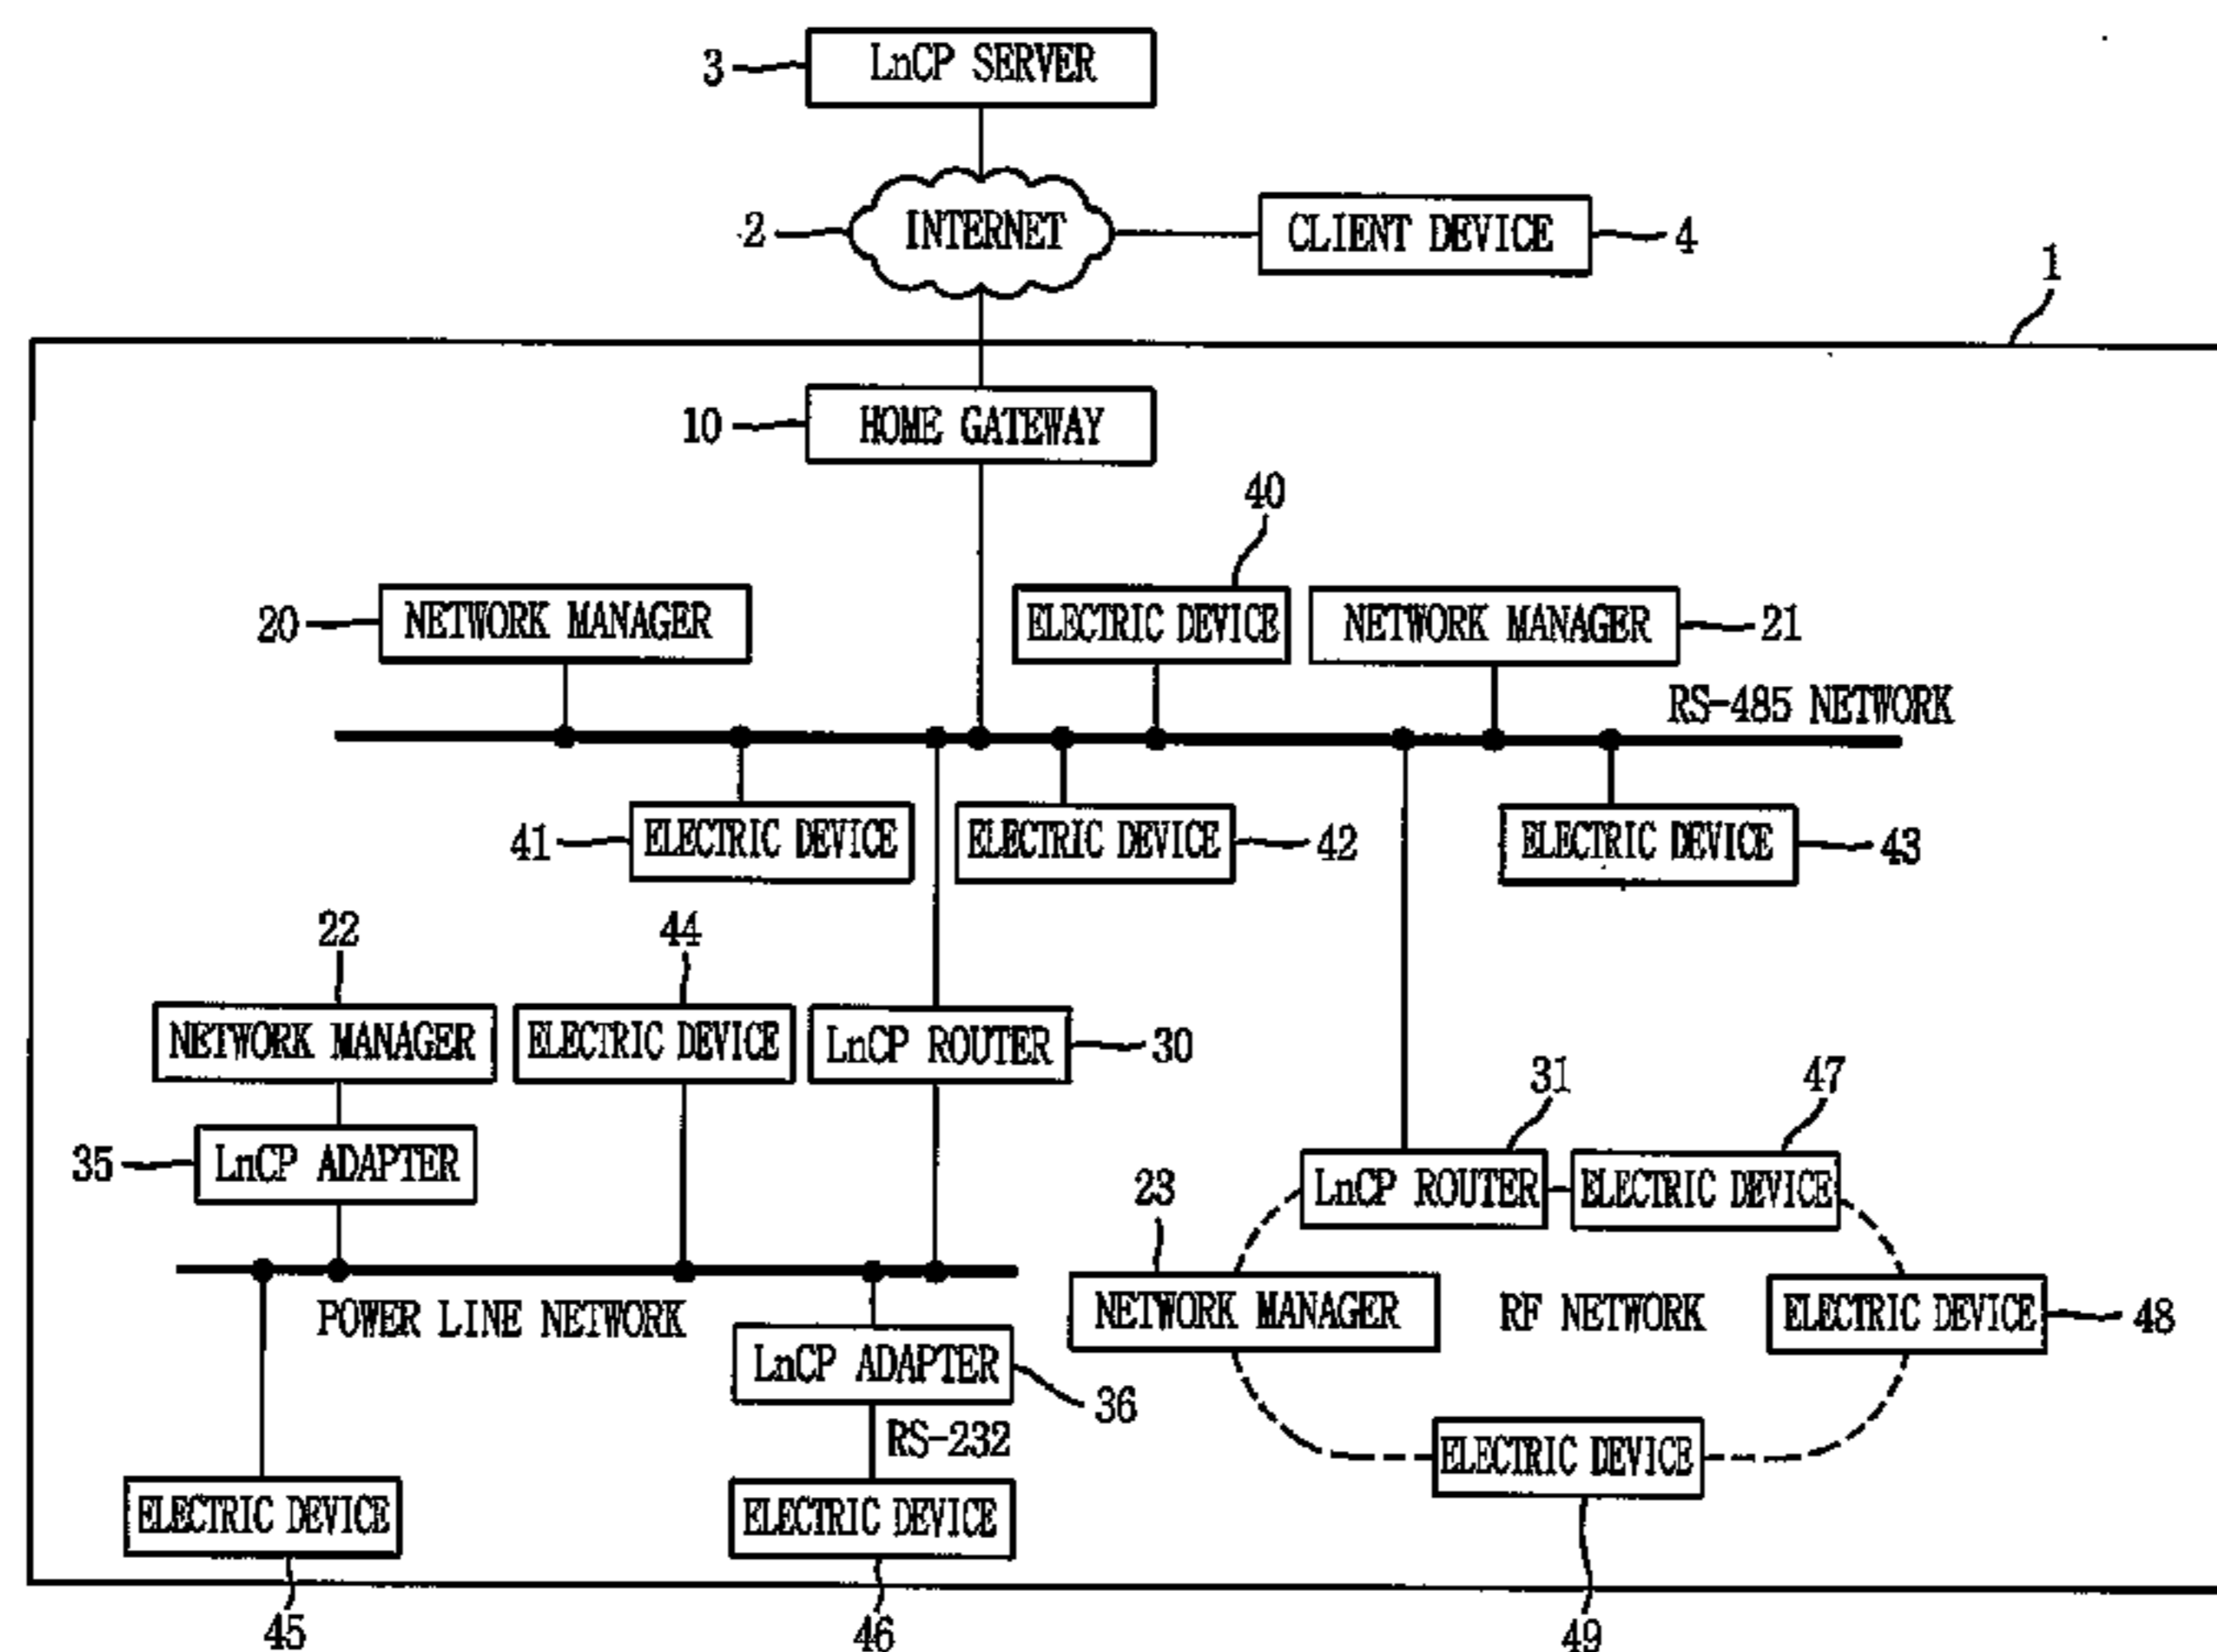 3 LnCP SERVER
2 INTERNET CLIENT DEVICE 4
1
10 HOME GATEWAY
40
20 NETWORK MANAGER ELECTRIC DEVICE NETWORK MANAGER 21
RS-485 NETWORK
41 ELECTRIC DEVICE ELECTRIC DEVICE 42 ELECTRIC DEVICE 43
22 44
NETWORK MANAGER ELECTRIC DEVICE LnCP ROUTER 30
31 47
35 LnCP ADAPTER LnCP ROUTER ELECTRIC DEVICE
23
POWER LINE NETWORK NETWORK MANAGER RF NETWORK ELECTRIC DEVICE 48
LnCP ADAPTER 36
RS-232
ELECTRIC DEVICE
ELECTRIC DEVICE ELECTRIC DEVICE
45 46 49